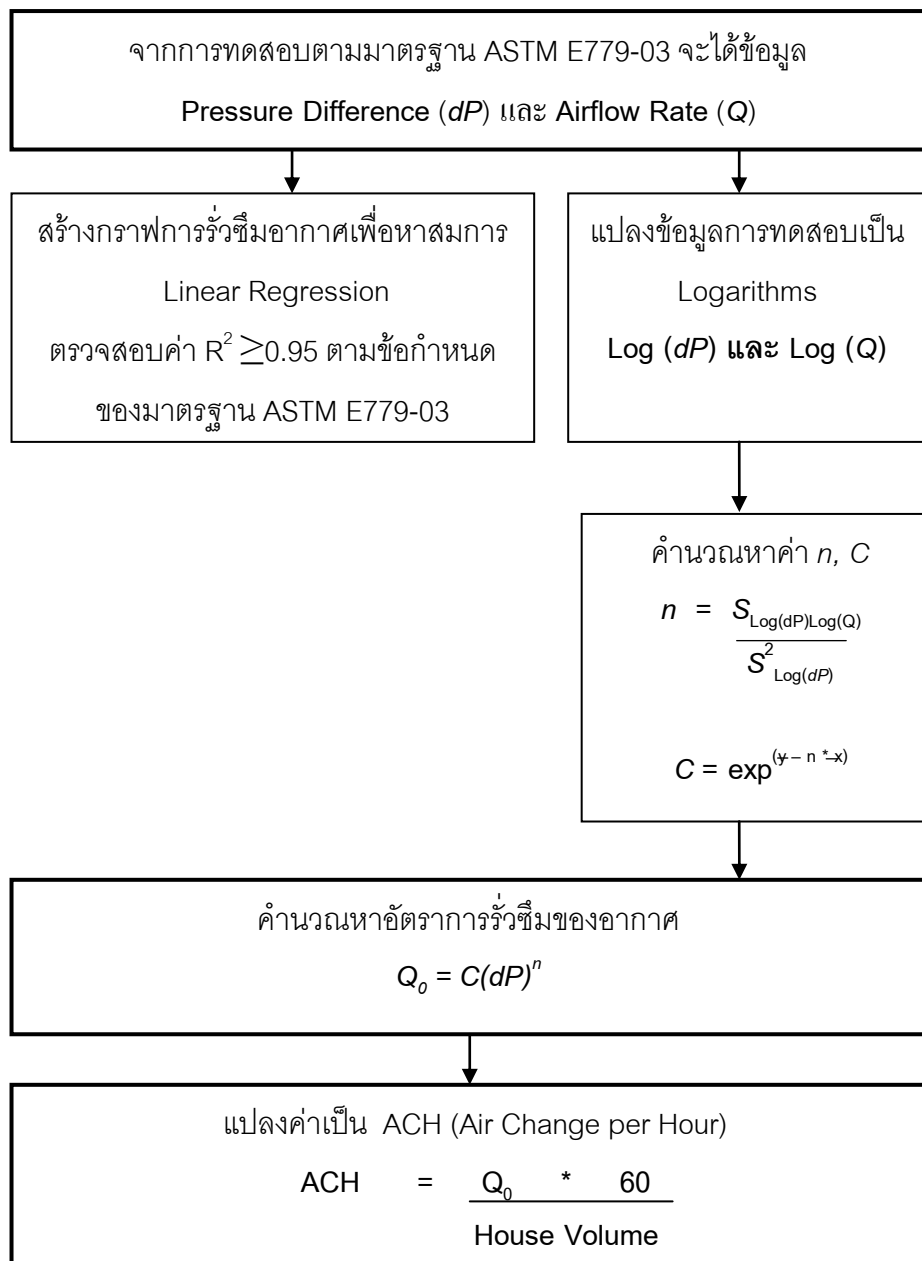 จากการทดสอบตามมาตรฐาน ASTM E779-03 จะได้ข้อมูล
Pressure Difference (dP) และ Airflow Rate (Q)
สร้างกราฟการรั่วซึมอากาศเพื่อหาสมการ
Linear Regression
ตรวจสอบค่า R² ≥0.95 ตามข้อกำหนด
ของมาตรฐาน ASTM E779-03
แปลงข้อมูลการทดสอบเป็น
Logarithms
Log (dP) และ Log (Q)
คำนวณหาค่า n, C
n = S Log(dP)Log(Q)
S² Log(dP)
C = exp(y – n * x)
คำนวณหาอัตราการรั่วซึมของอากาศ
Q₀ = C(dP)ⁿ
แปลงค่าเป็น ACH (Air Change per Hour)
ACH = Q₀ * 60
House Volume